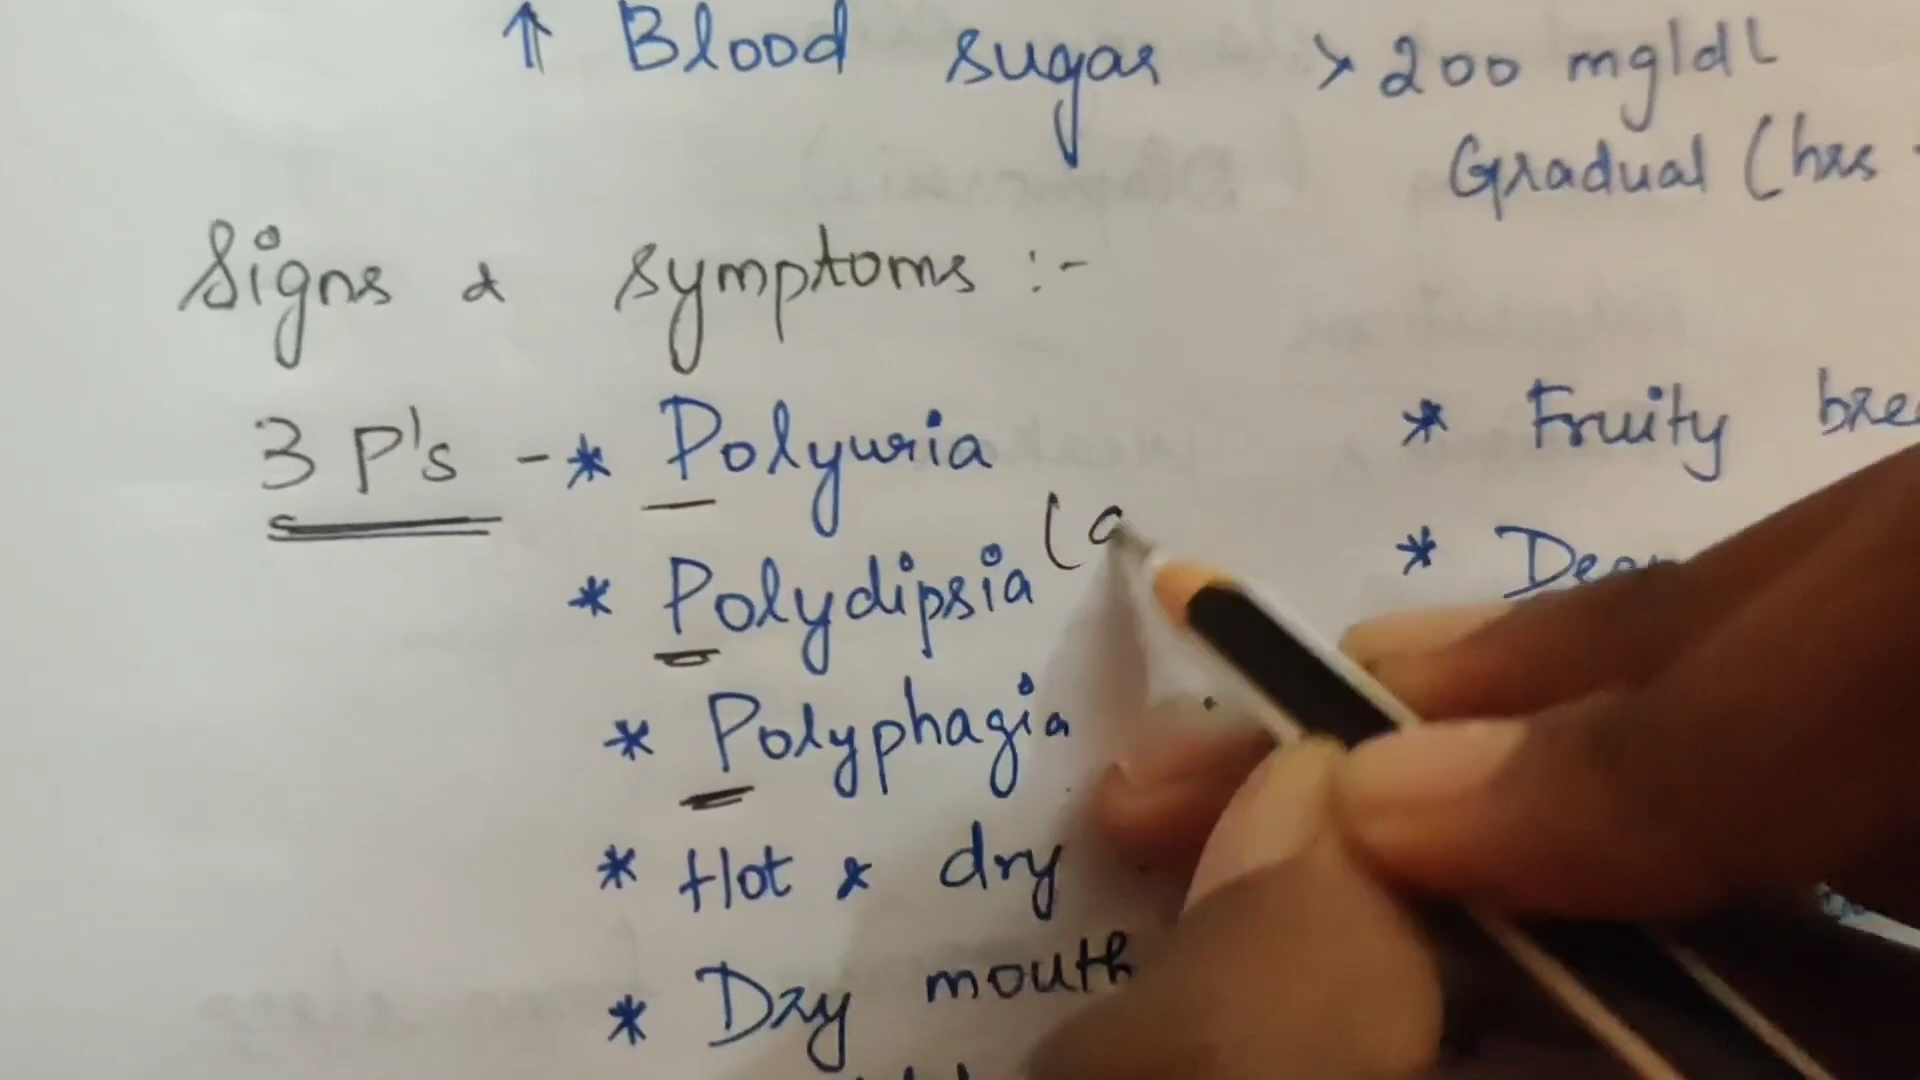 ↑ Blood sugar > 200 mg/dl
Gradual (hrs
Signs & symptoms :-
3 P's - * Polyuria
* Polydipsia (a
* Polyphagia
* Hot & dry
* Dry mouth
* Fruity
*